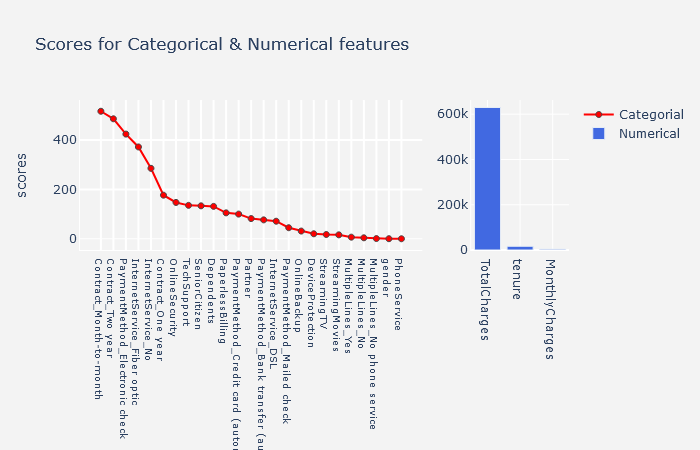 Scores for Categorical & Numerical features
scores
400
200
0
Contract_Month-to-month
Contract_Two year
PaymentMethod_Electronic check
InternetService_Fiber optic
InternetService_No
Contract_One year
OnlineSecurity
TechSupport
SeniorCitizen
Dependents
PaperlessBilling
PaymentMethod_Credit card (autor
Partner
PaymentMethod_Bank transfer (au
InternetService_DSL
PaymentMethod_Mailed check
OnlineBackup
DeviceProtection
StreamingTV
StreamingMovies
MultipleLines_Yes
MultipleLines_No
MultipleLines_No phone service
gender
PhoneService
600k
400k
200k
0
TotalCharges
tenure
MonthlyCharges
Categorial
Numerical